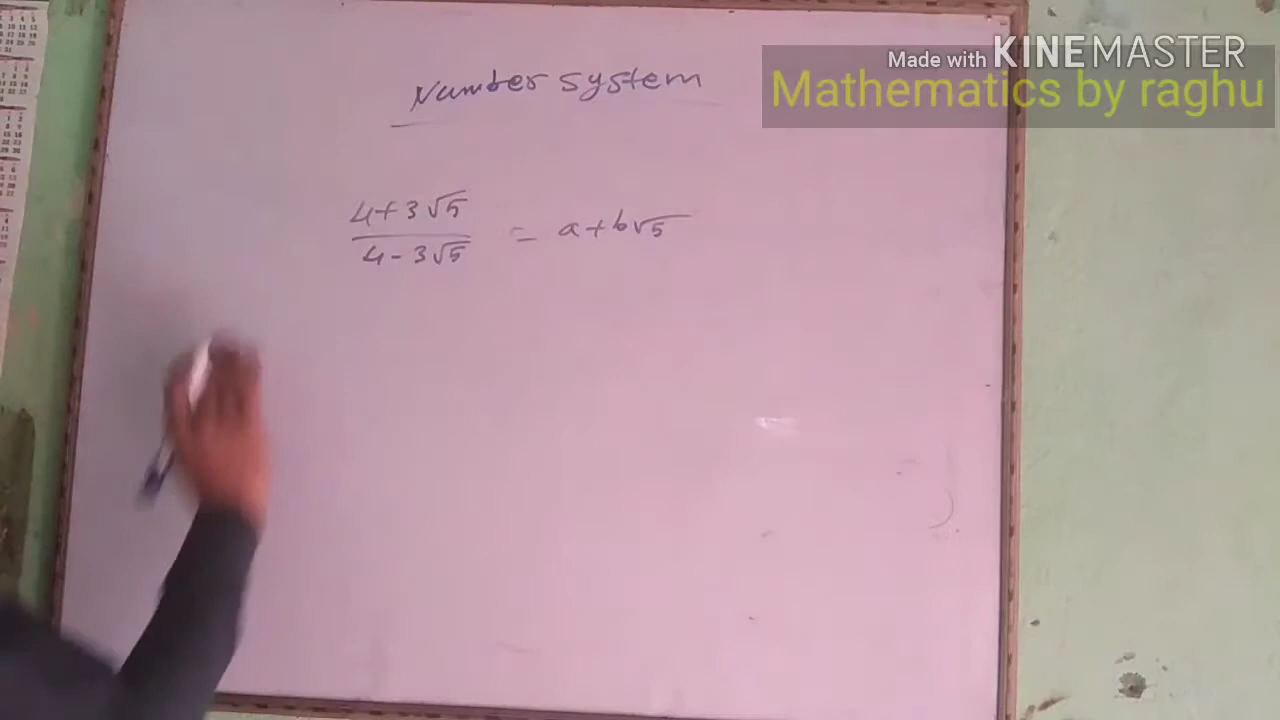 Made with KINEMASTER
Mathematics by raghu
Number system
4+3√5
4-3√5
= a+b√5